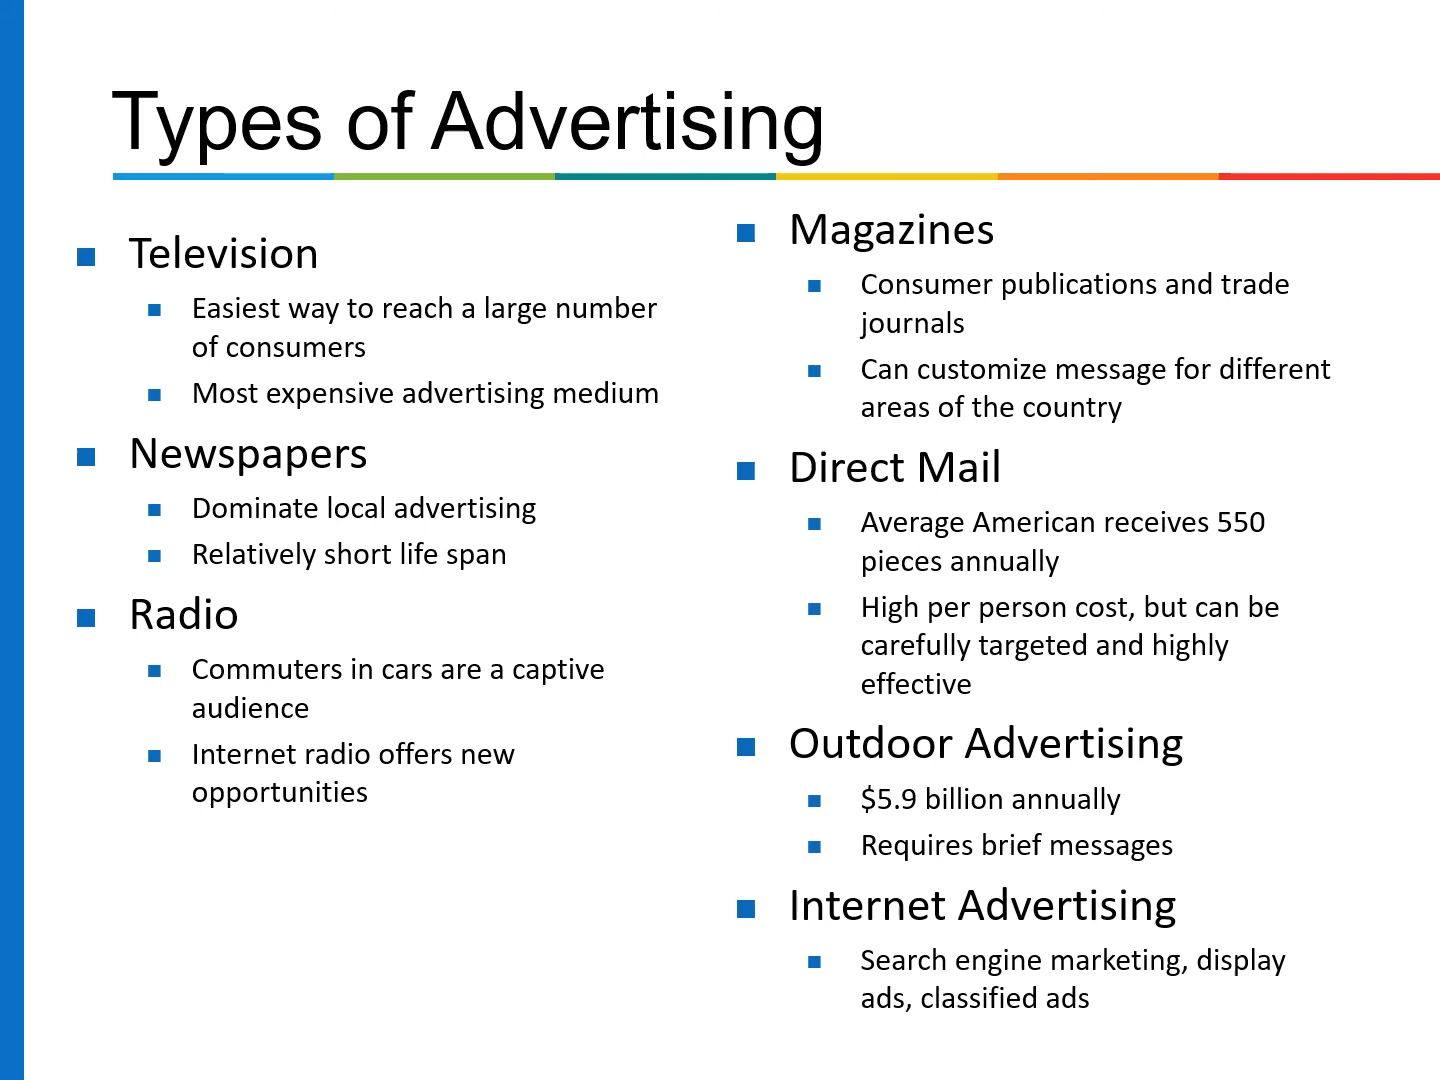 Types of Advertising
Television
Easiest way to reach a large number
of consumers
Most expensive advertising medium
Newspapers
Dominate local advertising
Relatively short life span
Radio
Commuters in cars are a captive
audience
Internet radio offers new
opportunities
Magazines
Consumer publications and trade
journals
Can customize message for different
areas of the country
Direct Mail
Average American receives 550
pieces annually
High per person cost, but can be
carefully targeted and highly
effective
Outdoor Advertising
$5.9 billion annually
Requires brief messages
Internet Advertising
Search engine marketing, display
ads, classified ads